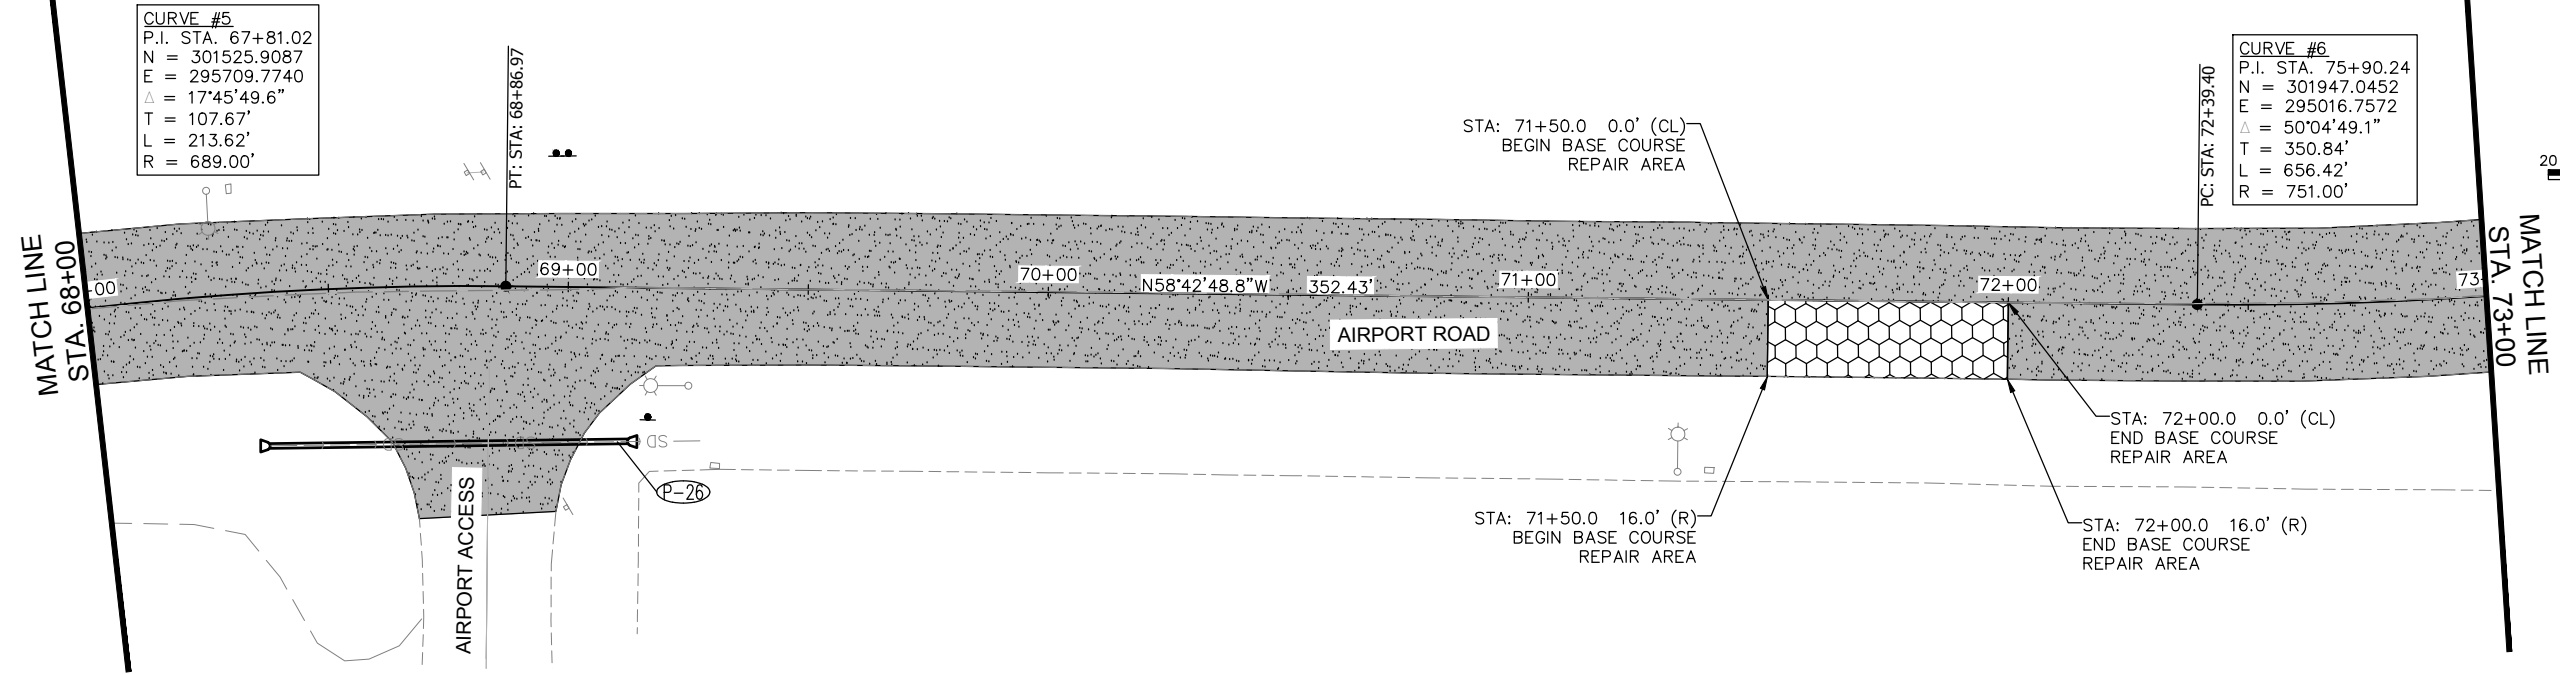 CURVE #5
P.I. STA. 67+81.02
N = 301525.9087
E = 295709.7740
Δ = 17°45'49.6"
T = 107.67'
L = 213.62'
R = 689.00'
PT: STA: 68+86.97
STA: 71+50.0 0.0' (CL)
BEGIN BASE COURSE
REPAIR AREA
PC: STA: 72+39.40
CURVE #6
P.I. STA. 75+90.24
N = 301947.0452
E = 295016.7572
Δ = 50°04'49.1"
T = 350.84'
L = 656.42'
R = 751.00'
20
MATCH LINE
STA. 68+00
-00
69+00
70+00
N58°42'48.8"W 352.43'
71+00
72+00
73
MATCH LINE
STA. 73+00
AIRPORT ROAD
SD
SD
P-26
AIRPORT ACCESS
STA: 72+00.0 0.0' (CL)
END BASE COURSE
REPAIR AREA
STA: 71+50.0 16.0' (R)
BEGIN BASE COURSE
REPAIR AREA
STA: 72+00.0 16.0' (R)
END BASE COURSE
REPAIR AREA